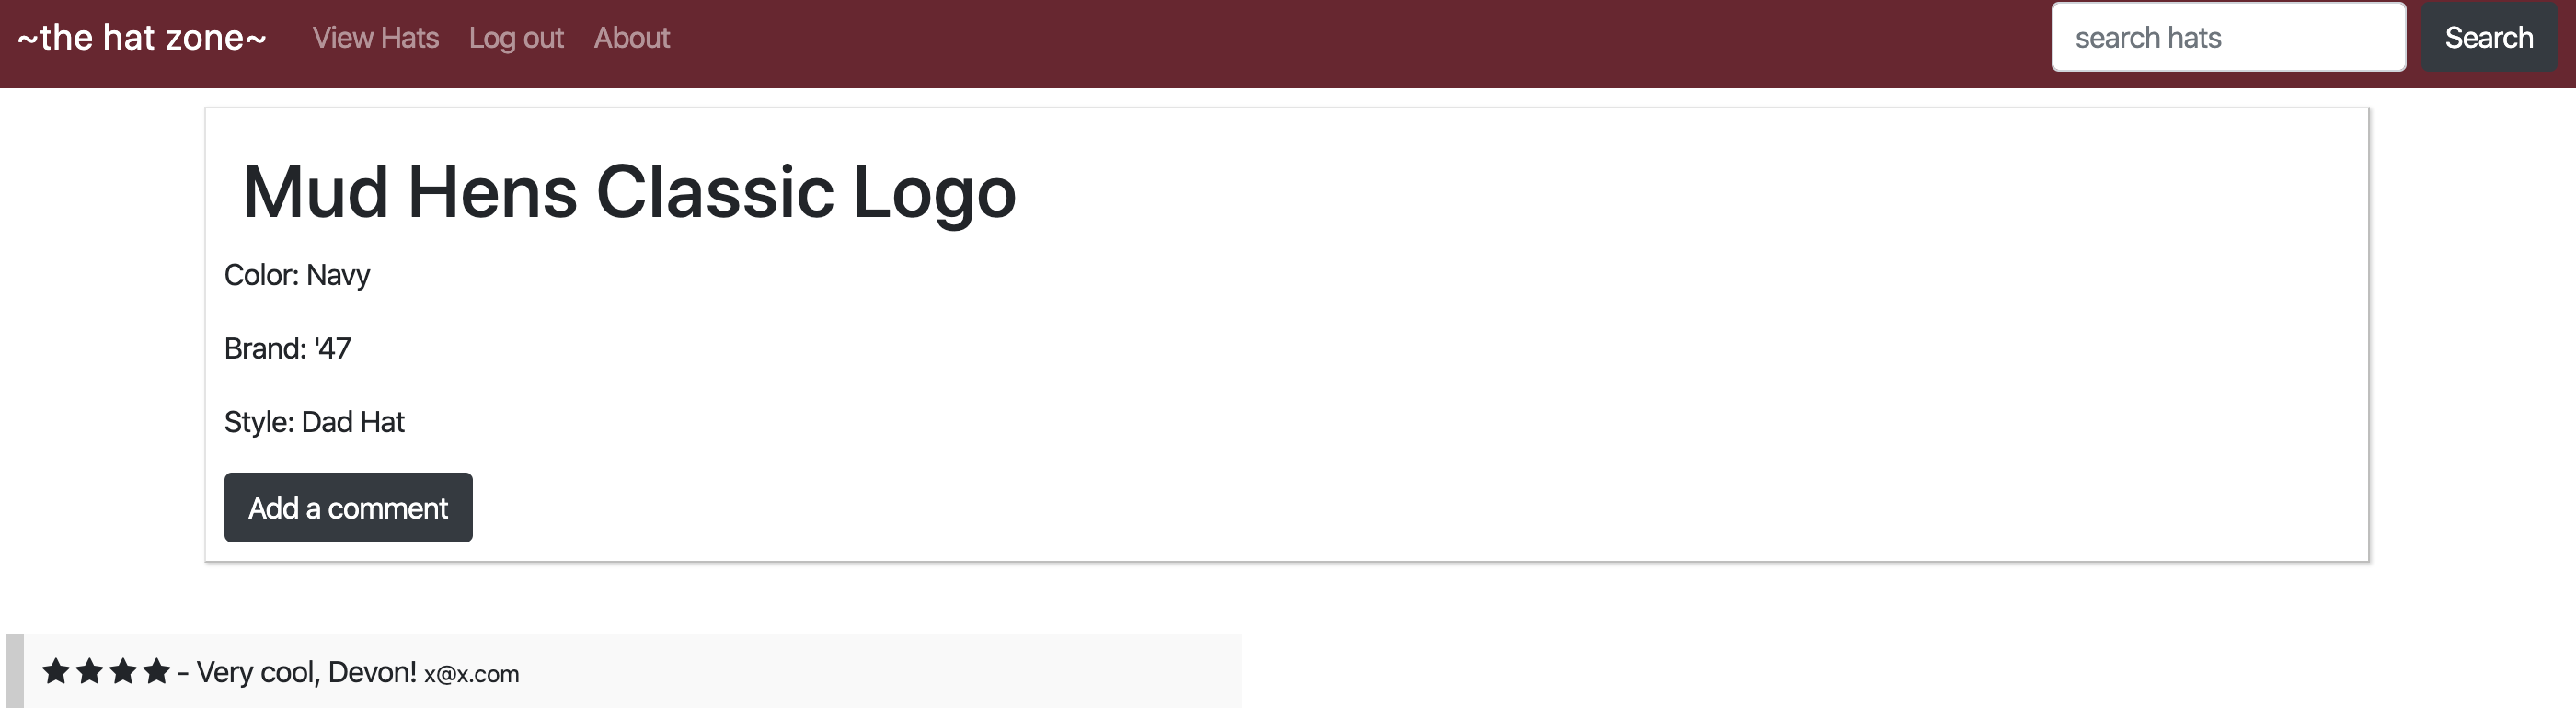 ~the hat zone~ View Hats Log out About search hats Search
Mud Hens Classic Logo
Color: Navy
Brand: '47
Style: Dad Hat
Add a comment
★★★★ - Very cool, Devon! x@x.com